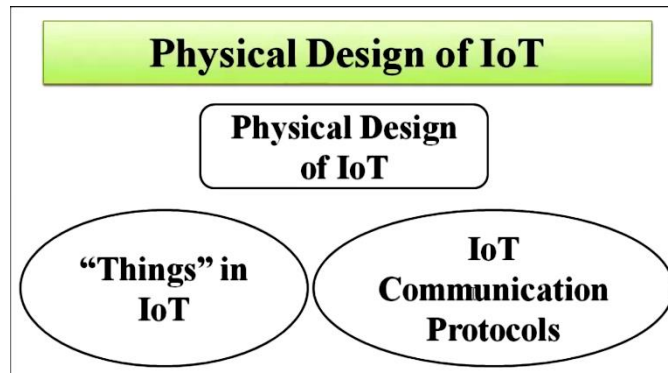 Physical Design of IoT
Physical Design
of IoT
“Things” in
IoT
IoT
Communication
Protocols